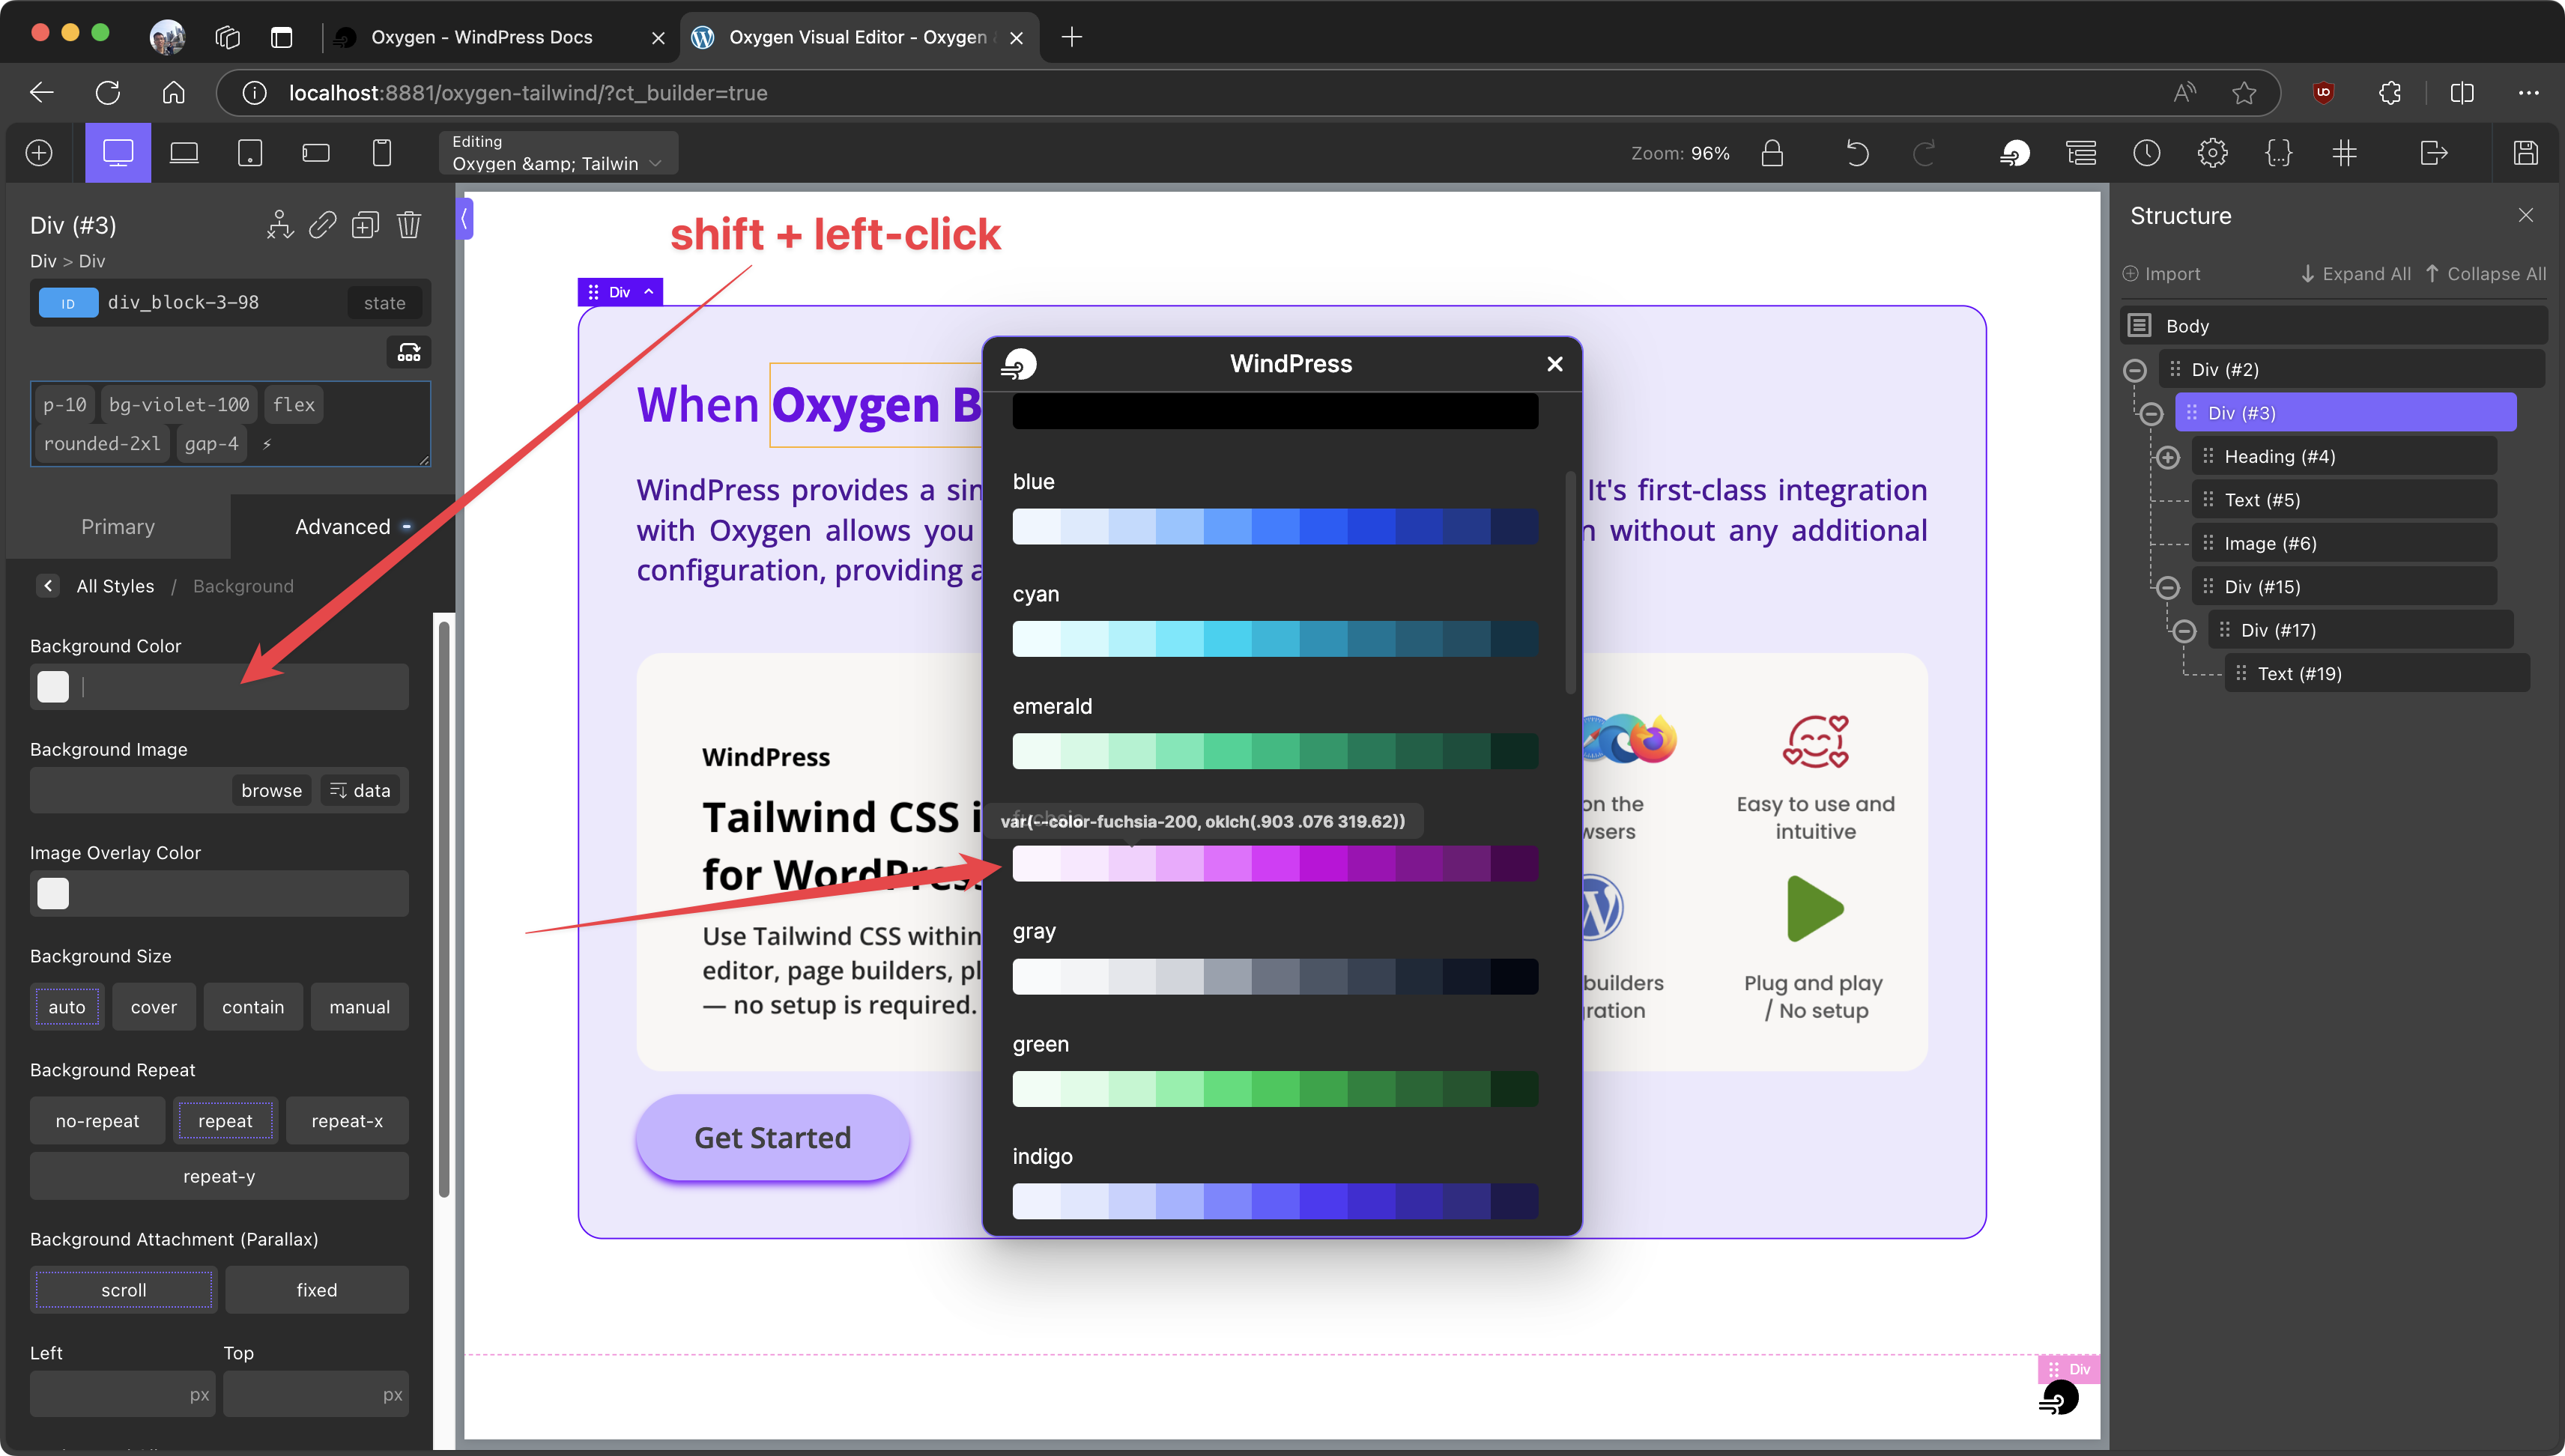 Oxygen - WindPress Docs
Oxygen Visual Editor - Oxygen
localhost:8881/oxygen-tailwind/?ct_builder=true
Editing
Oxygen &amp; Tailwin
Zoom: 96%
Div (#3)
Div > Div
ID div_block-3-98 state
p-10 bg-violet-100 flex
rounded-2xl gap-4
Primary
Advanced
All Styles / Background
Background Color
Background Image
browse
data
Image Overlay Color
Background Size
auto cover contain manual
Background Repeat
no-repeat repeat repeat-x
repeat-y
Background Attachment (Parallax)
scroll fixed
Left Top
px px
shift + left-click
Div
When Oxygen B
WindPress provides a sin
It's first-class integration
with Oxygen allows you
without any additional
configuration, providing a
WindPress
Tailwind CSS i
for WordPress
Use Tailwind CSS within
editor, page builders, pl
— no setup is required.
on the
wsers
Easy to use and
intuitive
builders
gration
Plug and play
/ No setup
Get Started
WindPress
blue
cyan
emerald
fuchsia
var(--color-fuchsia-200, oklch(.903 .076 319.62))
gray
green
indigo
Div
Structure
Import Expand All Collapse All
Body
Div (#2)
Div (#3)
Heading (#4)
Text (#5)
Image (#6)
Div (#15)
Div (#17)
Text (#19)